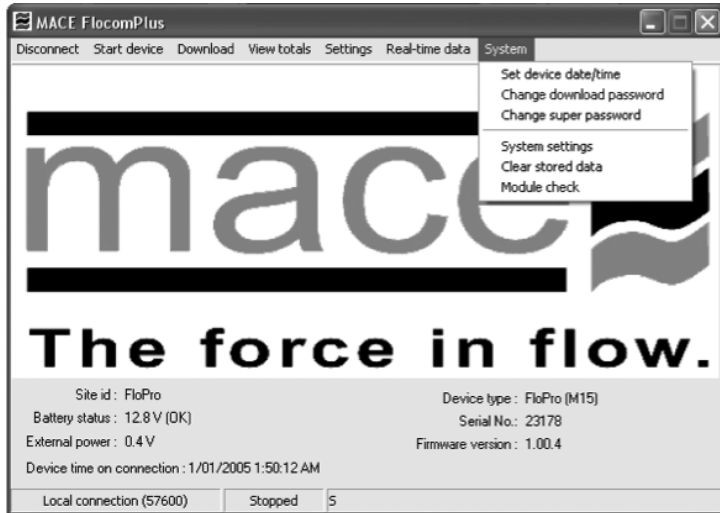 MACE FlocomPlus
Disconnect Start device Download View totals Settings Real-time data System
Set device date/time
Change download password
Change super password
System settings
Clear stored data
Module check
mace
The force in flow.
Site id : FloPro
Battery status : 12.8 V (OK)
External power : 0.4 V
Device time on connection : 1/01/2005 1:50:12 AM
Device type : FloPro (M15)
Serial No.: 23178
Firmware version : 1.00.4
Local connection (57600) Stopped S